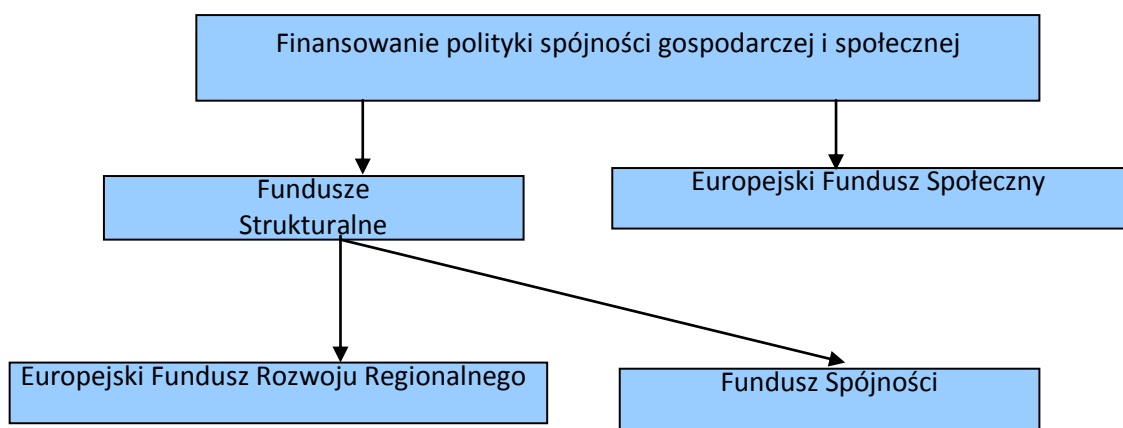 Finansowanie polityki spójności gospodarczej i społecznej
Fundusze
Strukturalne
Europejski Fundusz Społeczny
Europejski Fundusz Rozwoju Regionalnego
Fundusz Spójności